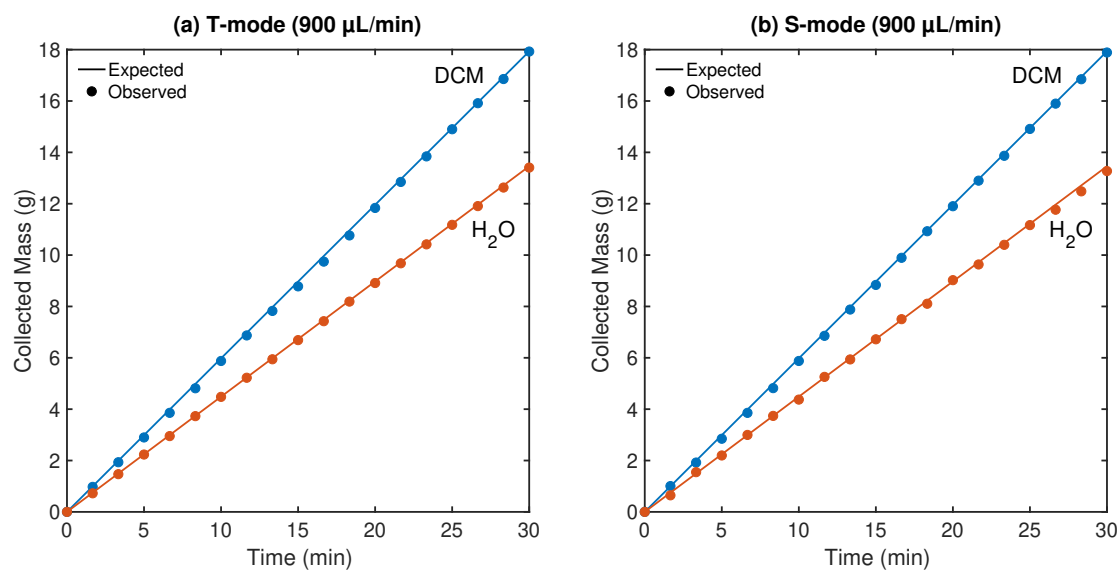 (a) T-mode (900 μL/min)
Expected
Observed
DCM
H₂O
Collected Mass (g)
0
2
4
6
8
10
12
14
16
18
0 5 10 15 20 25 30
Time (min)
(b) S-mode (900 μL/min)
Expected
Observed
DCM
H₂O
Collected Mass (g)
0
2
4
6
8
10
12
14
16
18
0 5 10 15 20 25 30
Time (min)